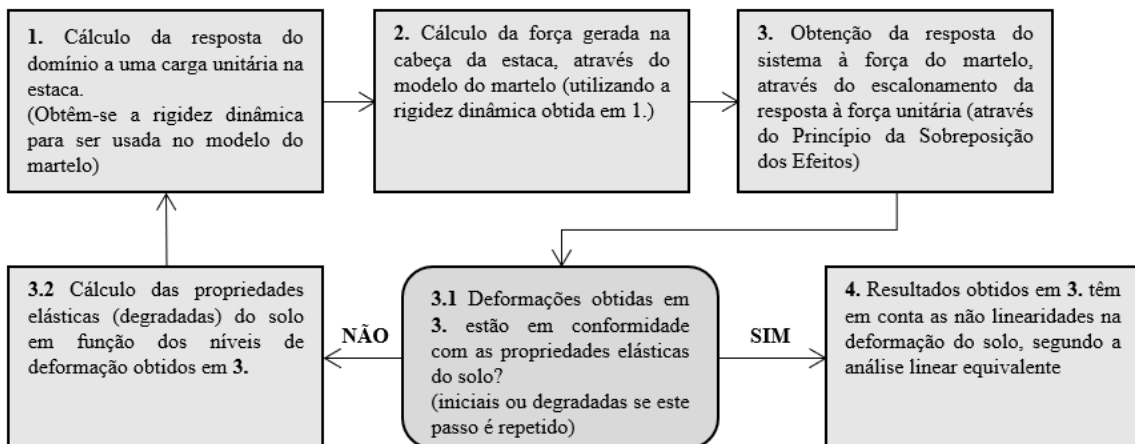 1. Cálculo da resposta do
domínio a uma carga unitária na
estaca.
(Obtêm-se a rigidez dinâmica
para ser usada no modelo do
martelo)
2. Cálculo da força gerada na
cabeça da estaca, através do
modelo do martelo (utilizando a
rigidez dinâmica obtida em 1.)
3. Obtenção da resposta do
sistema à força do martelo,
através do escalonamento da
resposta à força unitária (através
do Princípio da Sobreposição
dos Efeitos)
3.2 Cálculo das propriedades
elásticas (degradadas) do solo
em função dos níveis de
deformação obtidos em 3.
NÃO
3.1 Deformações obtidas em
3. estão em conformidade
com as propriedades elásticas
do solo?
(iniciais ou degradadas se este
passo é repetido)
SIM
4. Resultados obtidos em 3. têm
em conta as não linearidades na
deformação do solo, segundo a
análise linear equivalente